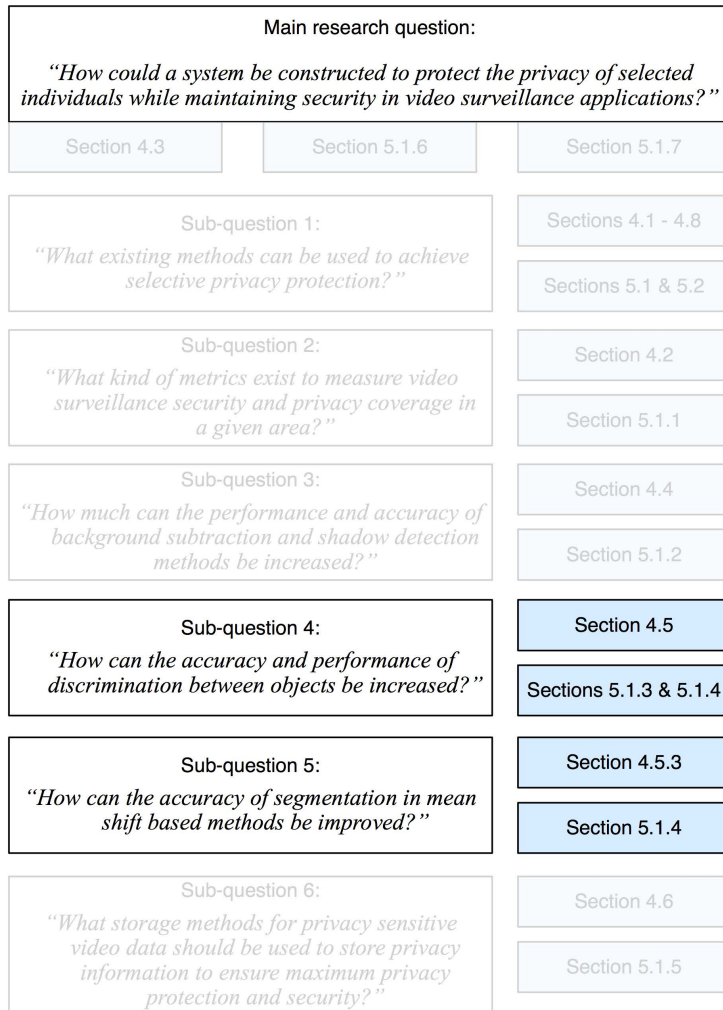 Main research question:
“How could a system be constructed to protect the privacy of selected
individuals while maintaining security in video surveillance applications?”
Section 4.3
Section 5.1.6
Section 5.1.7
Sub-question 1:
“What existing methods can be used to achieve
selective privacy protection?”
Sections 4.1 - 4.8
Sections 5.1 & 5.2
Sub-question 2:
“What kind of metrics exist to measure video
surveillance security and privacy coverage in
a given area?”
Section 4.2
Section 5.1.1
Sub-question 3:
“How much can the performance and accuracy of
background subtraction and shadow detection
methods be increased?”
Section 4.4
Section 5.1.2
Sub-question 4:
“How can the accuracy and performance of
discrimination between objects be increased?”
Section 4.5
Sections 5.1.3 & 5.1.4
Sub-question 5:
“How can the accuracy of segmentation in mean
shift based methods be improved?”
Section 4.5.3
Section 5.1.4
Sub-question 6:
“What storage methods for privacy sensitive
video data should be used to store privacy
information to ensure maximum privacy
protection and security?”
Section 4.6
Section 5.1.5